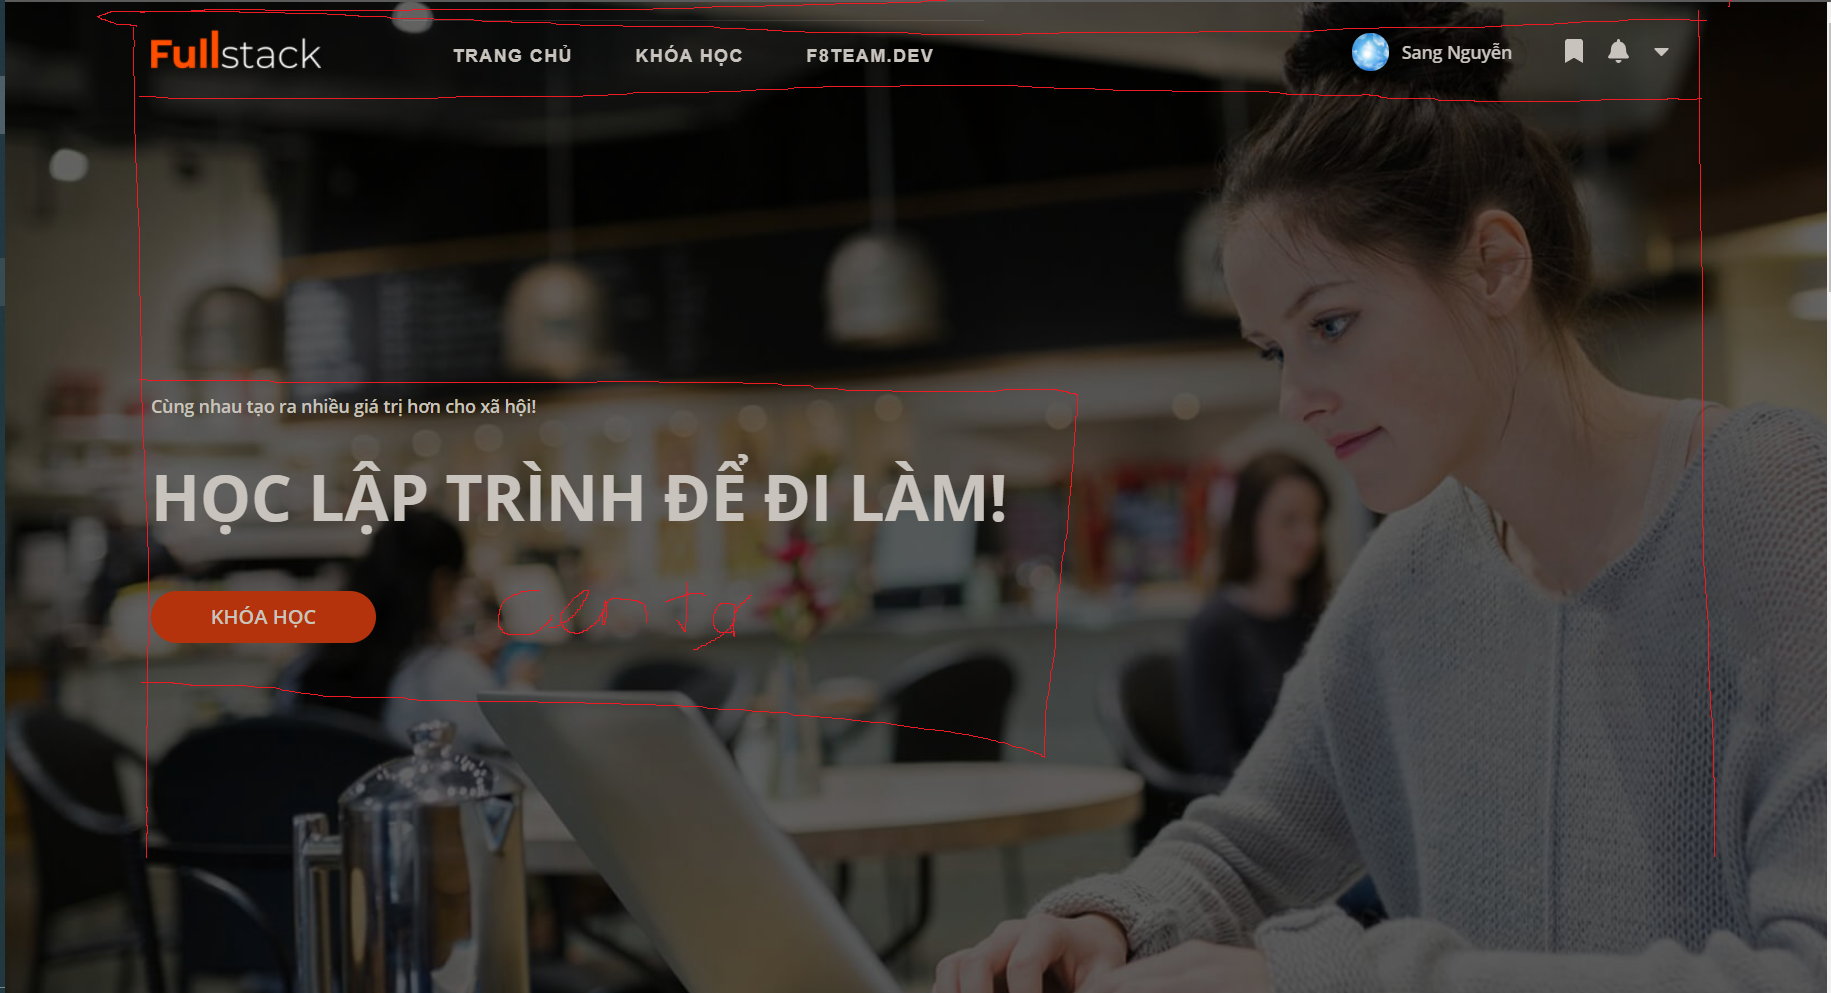 Fullstack
TRANG CHỦ KHÓA HỌC F8TEAM.DEV Sang Nguyễn
Cùng nhau tạo ra nhiều giá trị hơn cho xã hội!
HỌC LẬP TRÌNH ĐỂ ĐI LÀM!
KHÓA HỌC